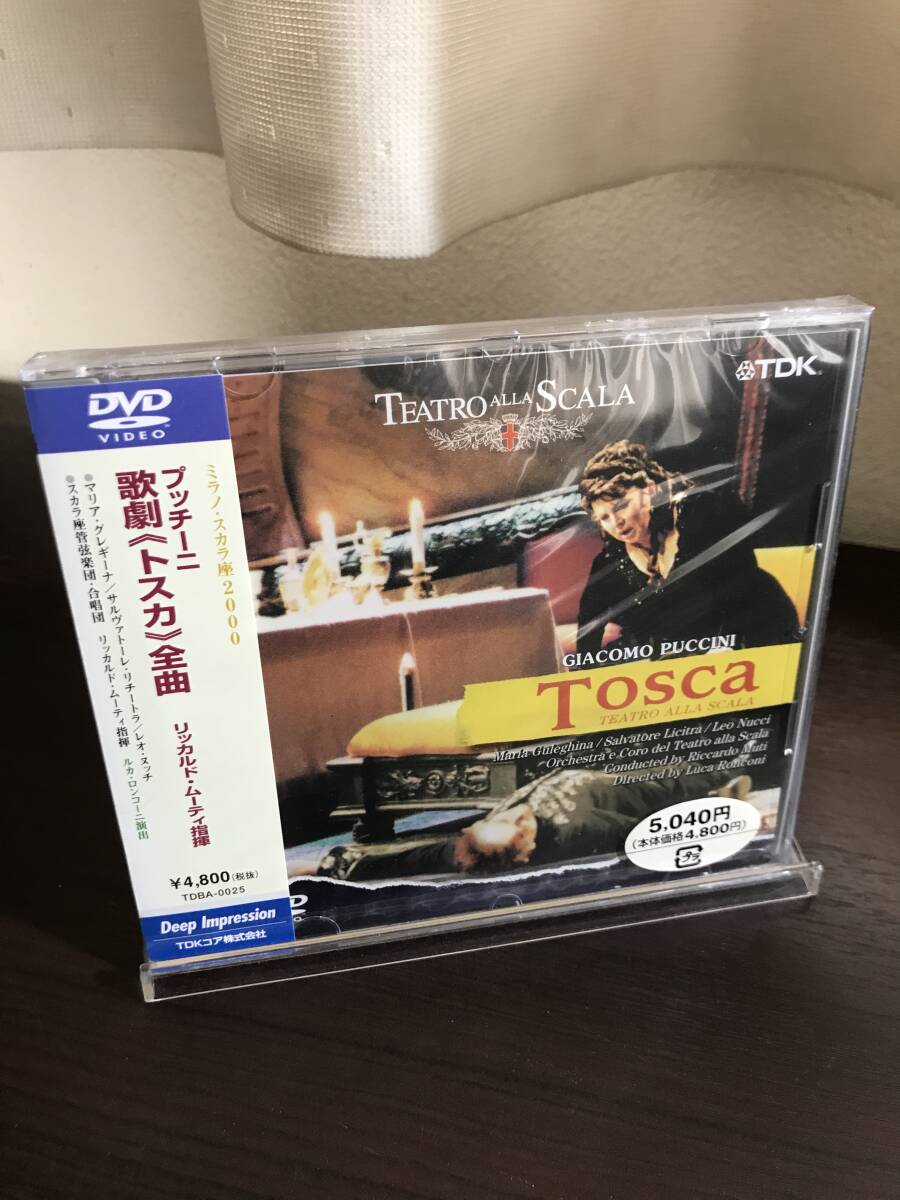 DVD
VIDEO
ミラノ・スカラ座2000
プッチーニ
歌劇《トスカ》全曲 リッカルド・ムーティ指揮
●マリア・グレギーナ/サルヴァトーレ・リチートラ/レオ・ヌッチ
●スカラ座管弦楽団・合唱団 リッカルド・ムーティ指揮 ルカ・ロンコーニ演出
¥4,800(税抜)
TDBA-0025
Deep Impression
TDKコア株式会社
TEATRO ALLA SCALA
TDK
GIACOMO PUCCINI
TOSCA
TEATRO ALLA SCALA
Maria Guleghina / Salvatore Licitra / Leo Nucci
Orchestra e Coro del Teatro alla Scala
Conducted by Riccardo Muti
Directed by Luca Ronconi
5,040円
(本体価格4,800円)
プラ